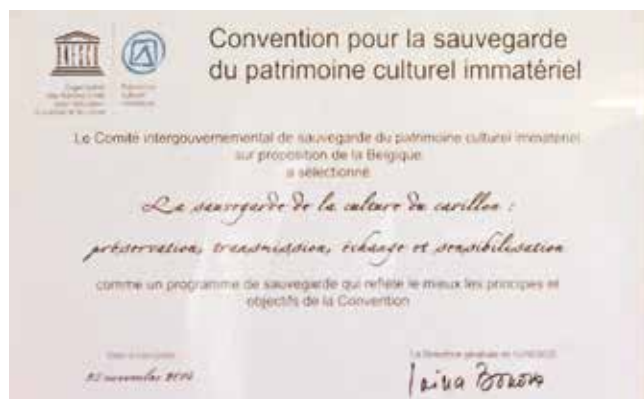 Convention pour la sauvegarde
du patrimoine culturel immatériel
Le Comité intergouvernemental de sauvegarde du patrimoine culturel immatériel,
sur proposition de la Belgique
a sélectionné
La sauvegarde de la culture du carillon :
préservation, transmission, échange et sensibilisation
comme un programme de sauvegarde qui reflète le mieux les principes et
objectifs de la Convention
La Directrice générale de l'UNESCO
novembre 2014
Irina Bokova